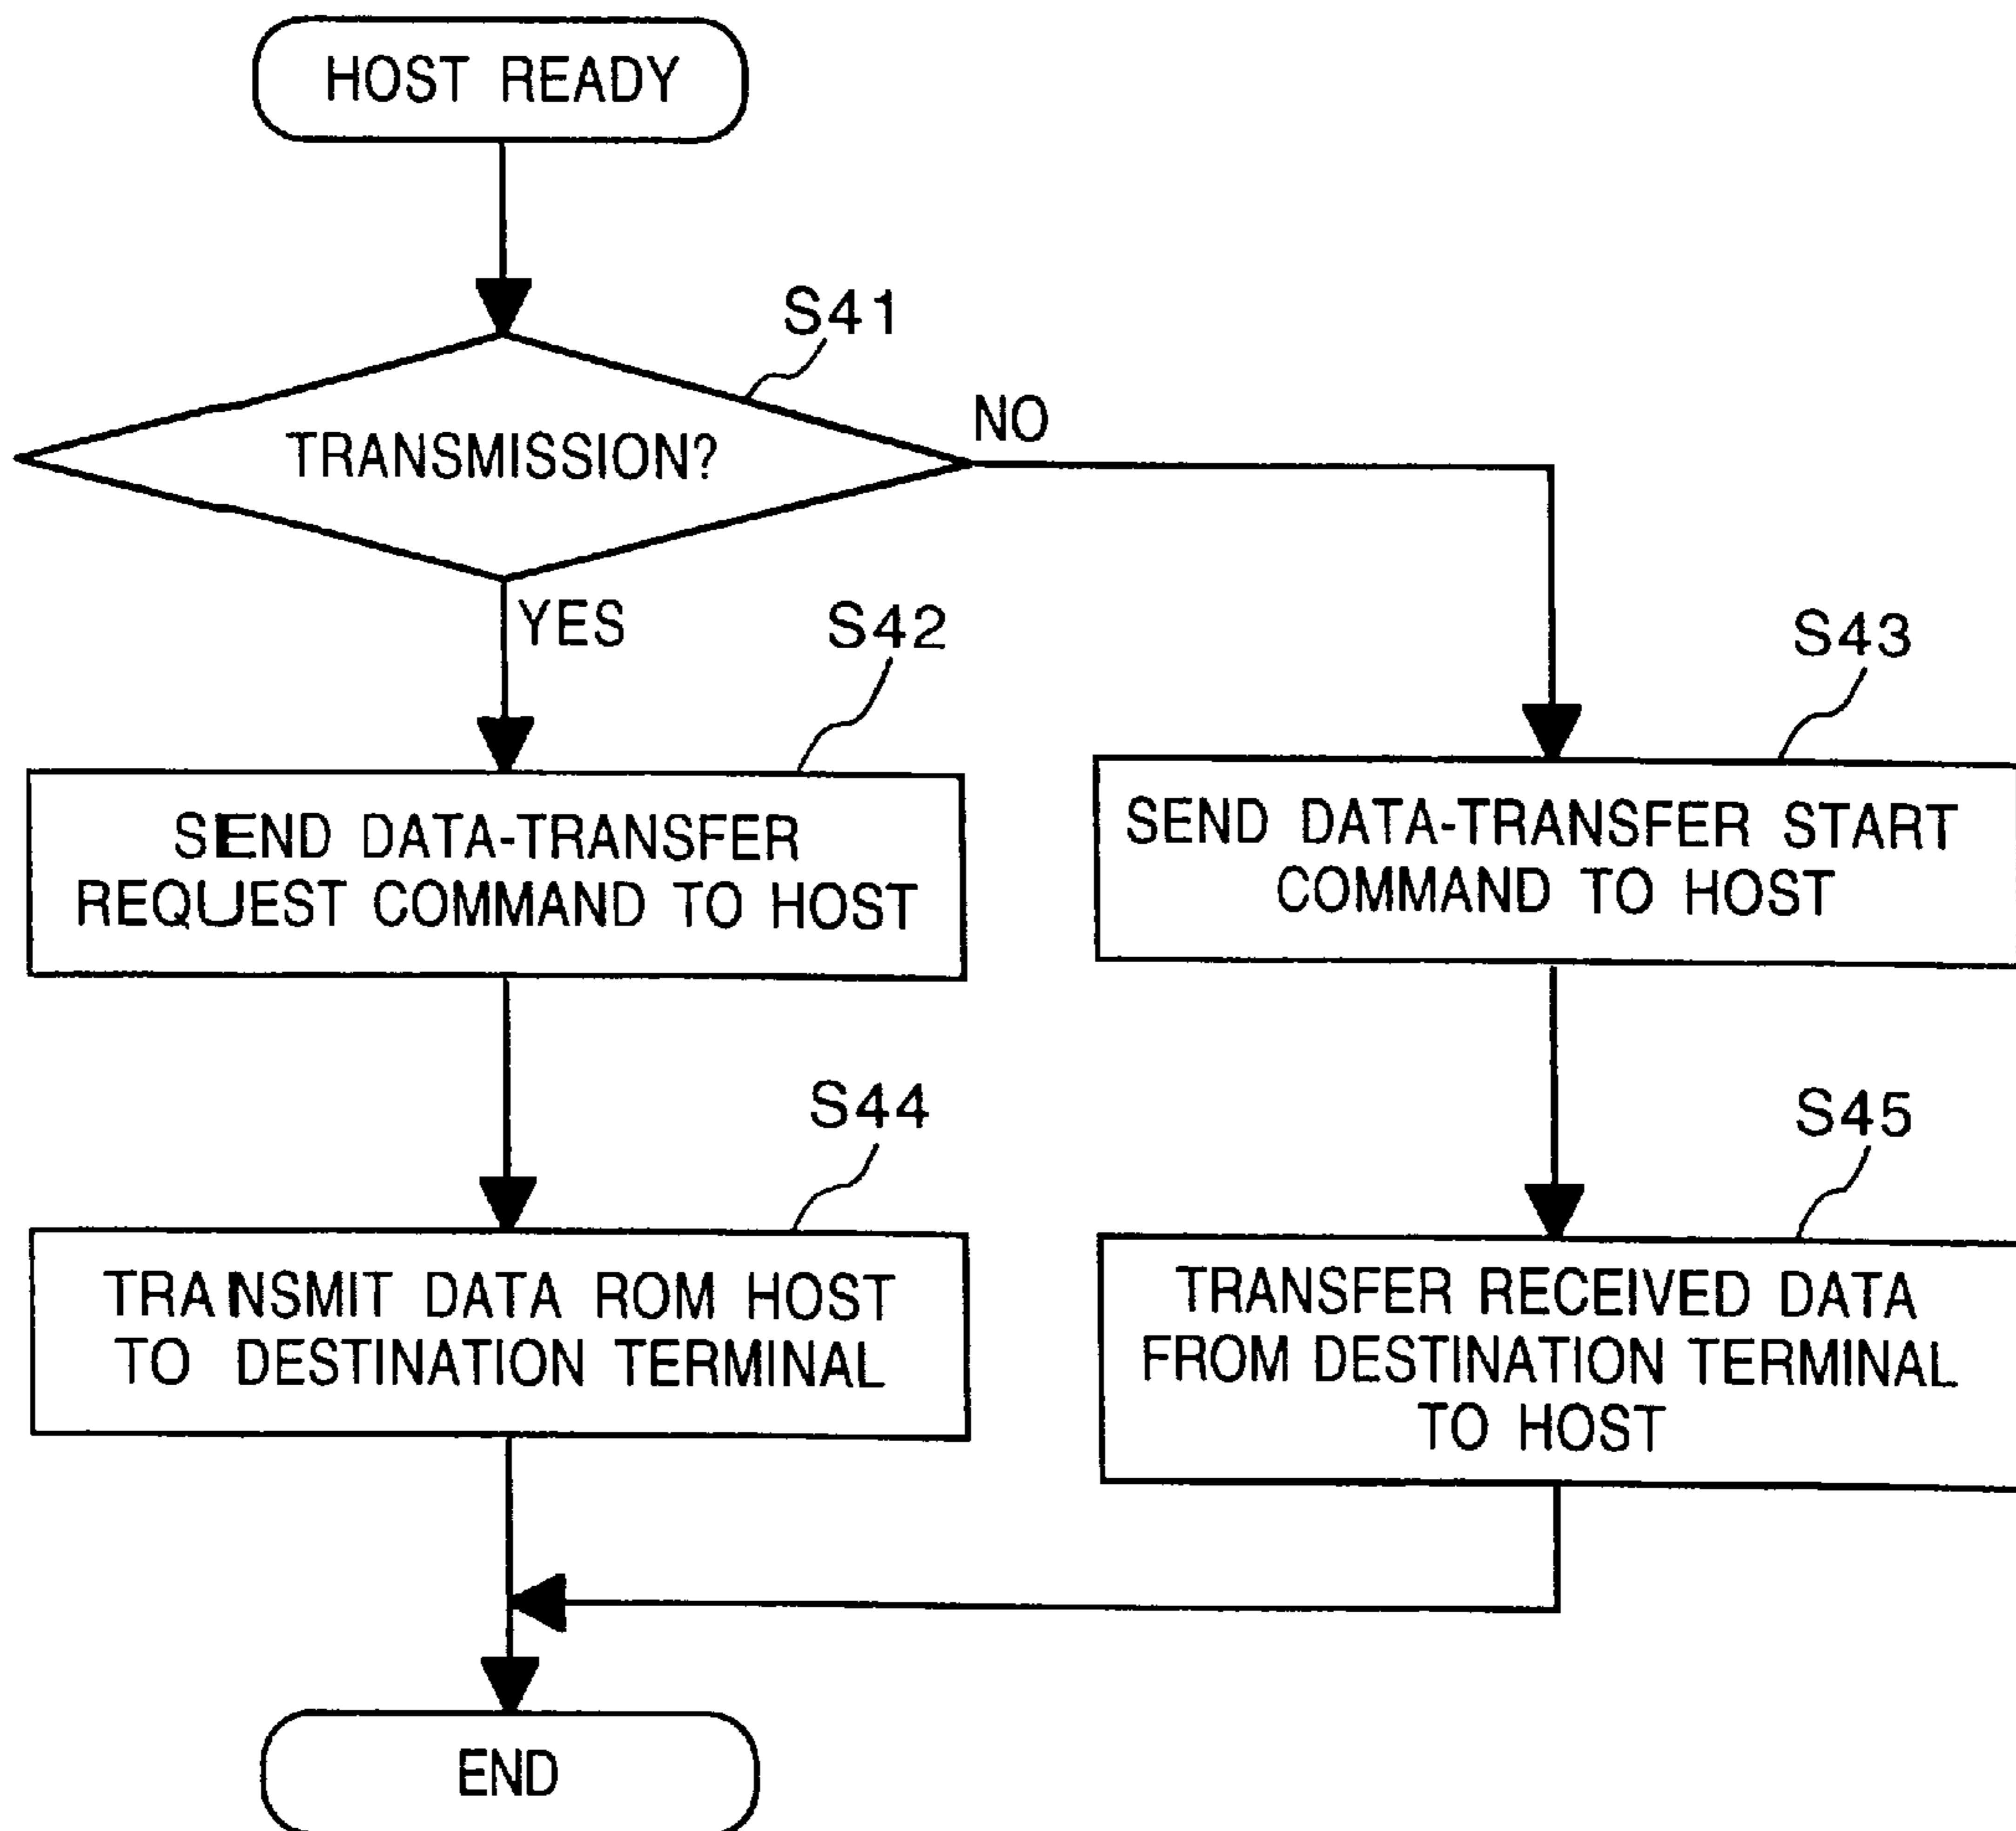 HOST READY
S41
TRANSMISSION?
NO
YES
S42
S43
SEND DATA-TRANSFER
REQUEST COMMAND TO HOST
SEND DATA-TRANSFER START
COMMAND TO HOST
S44
S45
TRANSMIT DATA ROM HOST
TO DESTINATION TERMINAL
TRANSFER RECEIVED DATA
FROM DESTINATION TERMINAL
TO HOST
END